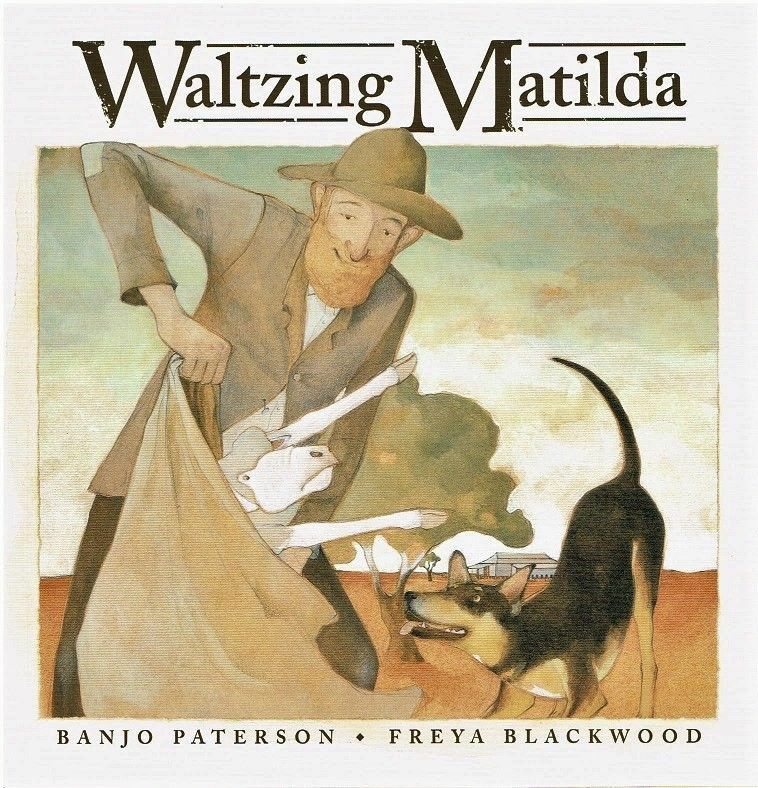 Waltzing Matilda
BANJO PATERSON • FREYA BLACKWOOD